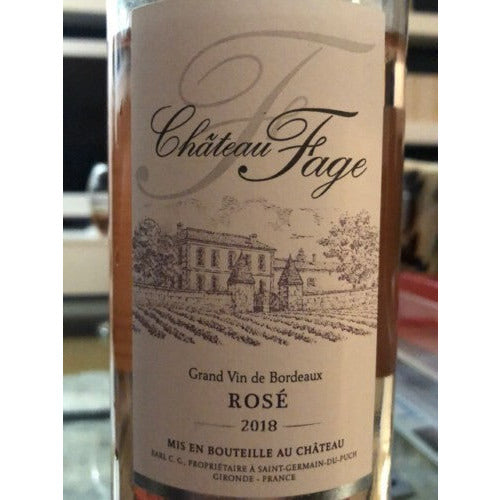 F
Château Fage
Grand Vin de Bordeaux
ROSÉ
2018
MIS EN BOUTEILLE AU CHÂTEAU
EARL C. C., PROPRIÉTAIRE À SAINT-GERMAIN-DU-PUCH
GIRONDE - FRANCE